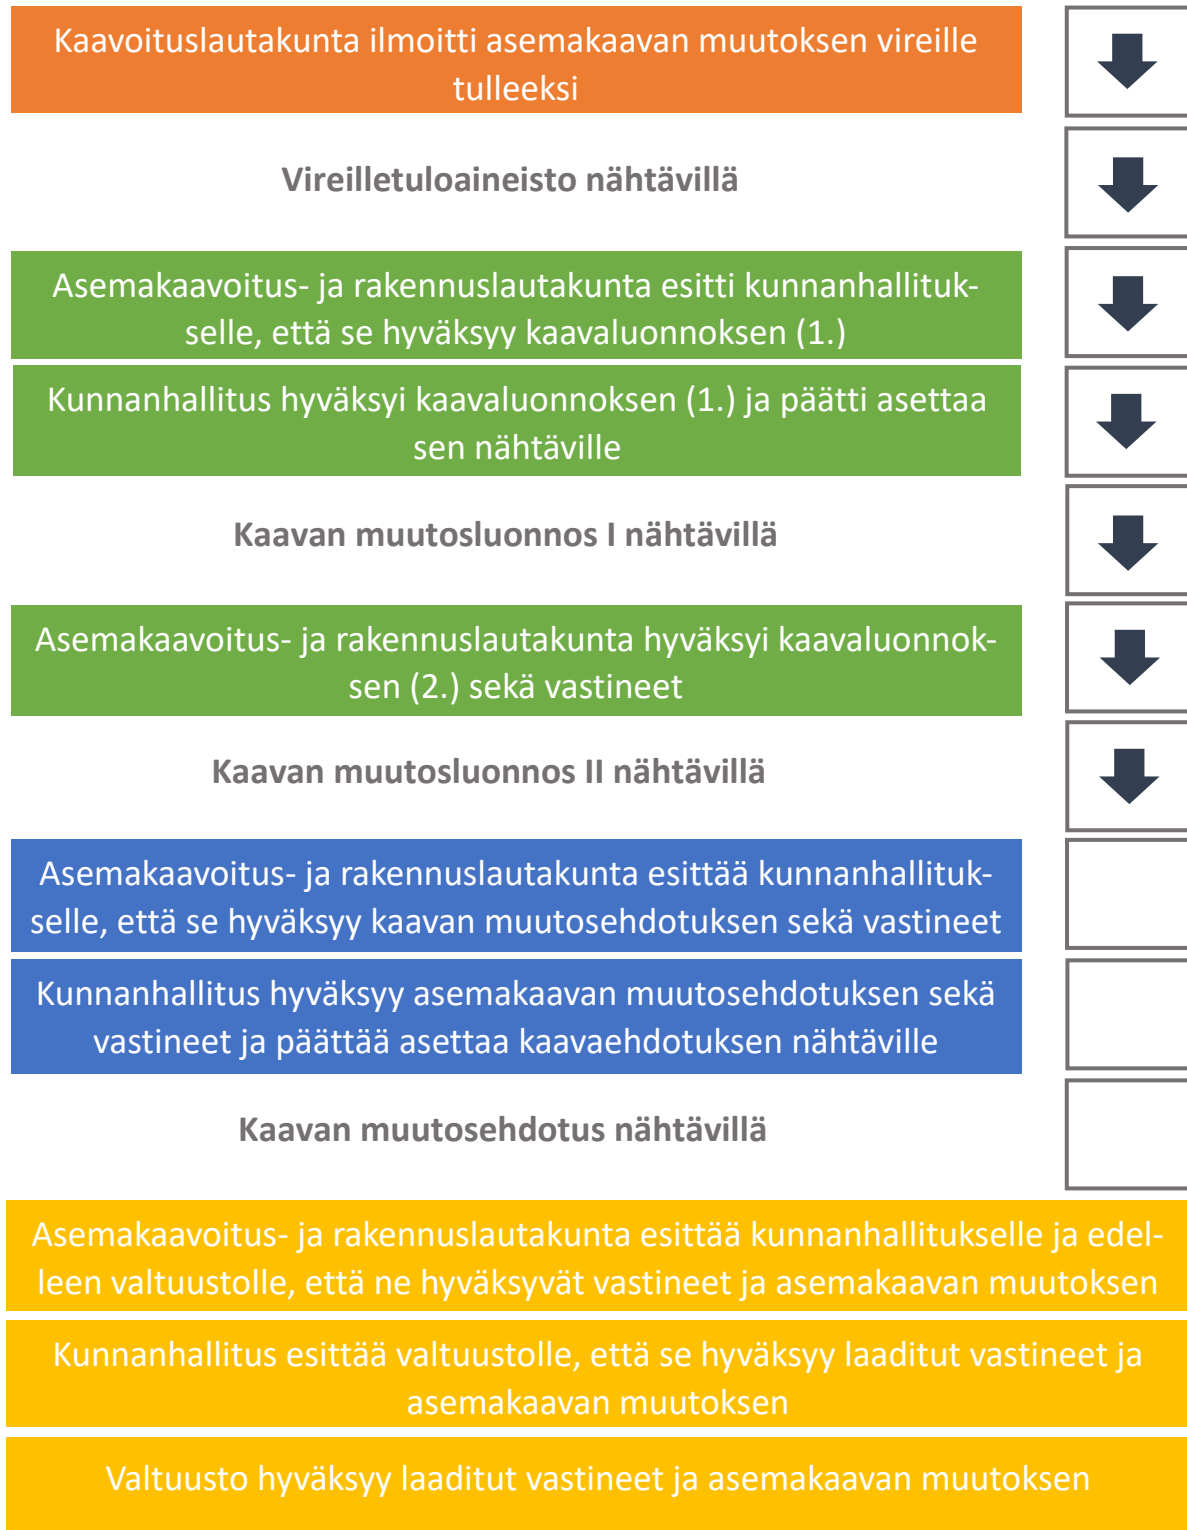 Kaavoituslautakunta ilmoitti asemakaavan muutoksen vireille
tulleeksi
Vireilletuloaineisto nähtävillä
Asemakaavoitus- ja rakennuslautakunta esitti kunnanhallituk-
selle, että se hyväksyy kaavaluonnoksen (1.)
Kunnanhallitus hyväksyi kaavaluonnoksen (1.) ja päätti asettaa
sen nähtäville
Kaavan muutosluonnos I nähtävillä
Asemakaavoitus- ja rakennuslautakunta hyväksyi kaavaluonnok-
sen (2.) sekä vastineet
Kaavan muutosluonnos II nähtävillä
Asemakaavoitus- ja rakennuslautakunta esittää kunnanhallituk-
selle, että se hyväksyy kaavan muutosehdotuksen sekä vastineet
Kunnanhallitus hyväksyy asemakaavan muutosehdotuksen sekä
vastineet ja päättää asettaa kaavaehdotuksen nähtäville
Kaavan muutosehdotus nähtävillä
Asemakaavoitus- ja rakennuslautakunta esittää kunnanhallitukselle ja edel-
leen valtuustolle, että ne hyväksyvät vastineet ja asemakaavan muutoksen
Kunnanhallitus esittää valtuustolle, että se hyväksyy laaditut vastineet ja
asemakaavan muutoksen
Valtuusto hyväksyy laaditut vastineet ja asemakaavan muutoksen